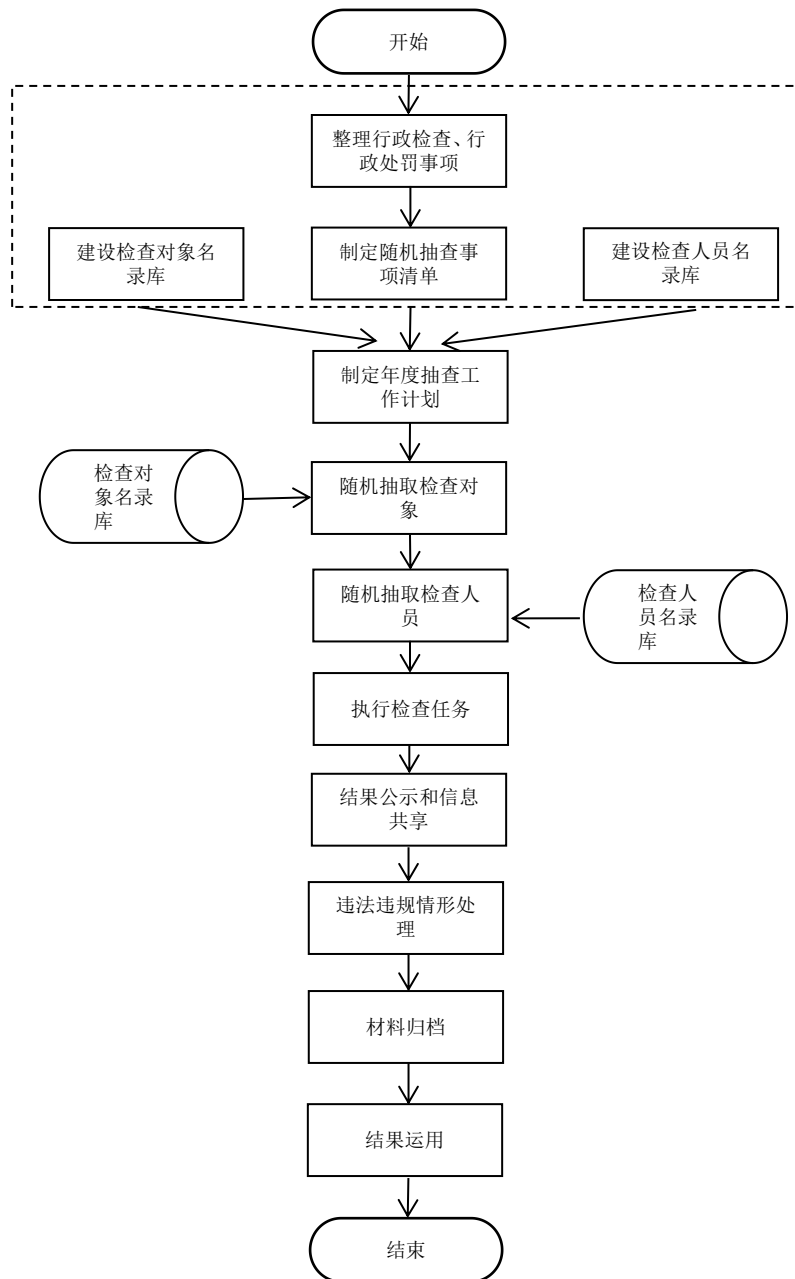 开始
整理行政检查、行
政处罚事项
建设检查对象名
录库
制定随机抽查事
项清单
建设检查人员名
录库
制定年度抽查工
作计划
检查对
象名录
库
随机抽取检查对
象
随机抽取检查人
员
检查人
员名录
库
执行检查任务
结果公示和信息
共享
违法违规情形处
理
材料归档
结果运用
结束